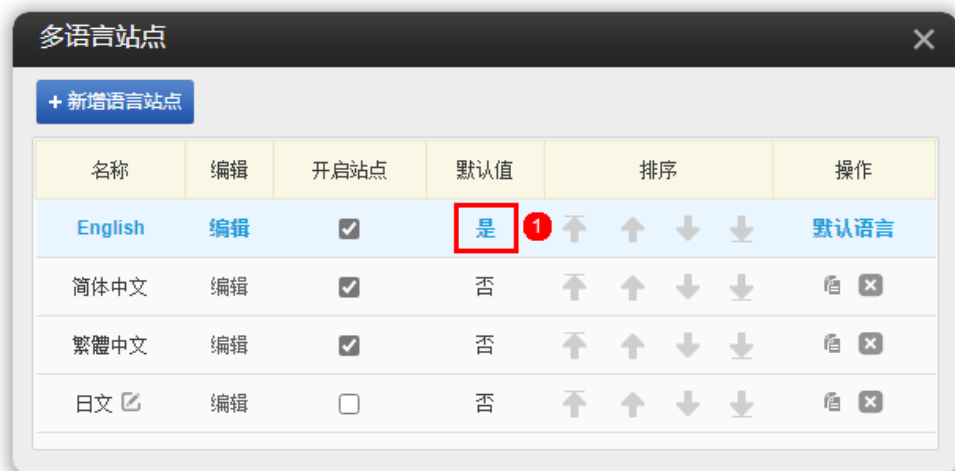 多语言站点
+ 新增语言站点
名称 编辑 开启站点 默认值 排序 操作
English 编辑 是 1 默认语言
简体中文 编辑 否
繁體中文 编辑 否
日文 编辑 否